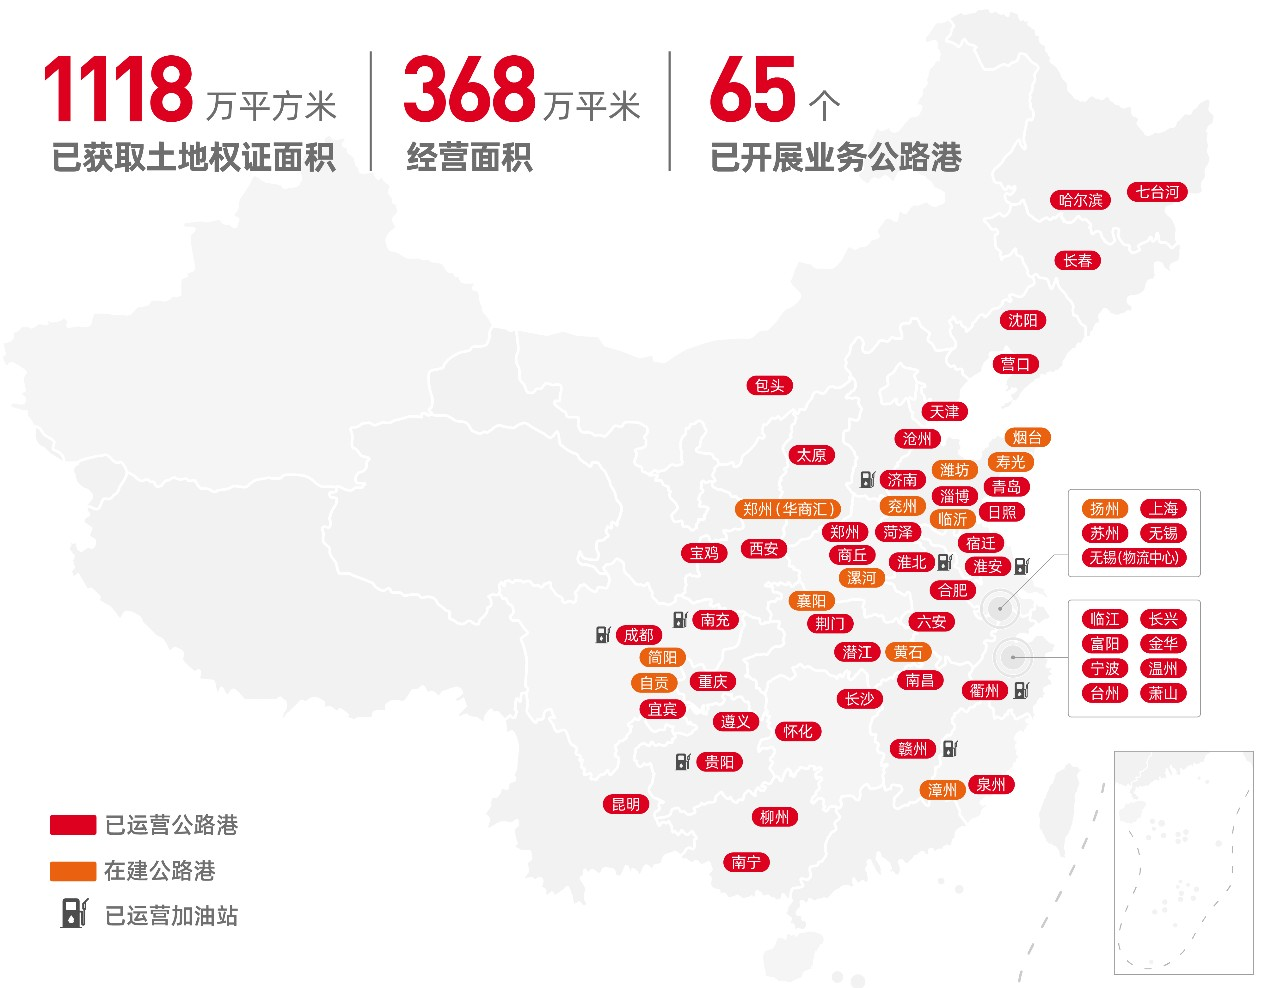 1118 万平方米
已获取土地权证面积
368 万平米
经营面积
65 个
已开展业务公路港
哈尔滨
七台河
长春
沈阳
营口
包头
天津
沧州
烟台
太原
寿光
潍坊
济南
青岛
淄博
兖州
郑州(华商汇)
日照
临沂
郑州
菏泽
宿迁
西安
宝鸡
商丘
淮北
淮安
漯河
合肥
襄阳
南充
荆门
六安
成都
潜江
黄石
简阳
南昌
自贡
重庆
衢州
长沙
宜宾
遵义
怀化
赣州
贵阳
泉州
漳州
昆明
柳州
南宁
扬州
上海
苏州
无锡
无锡(物流中心)
临江
长兴
富阳
金华
宁波
温州
台州
萧山
已运营公路港
在建公路港
已运营加油站